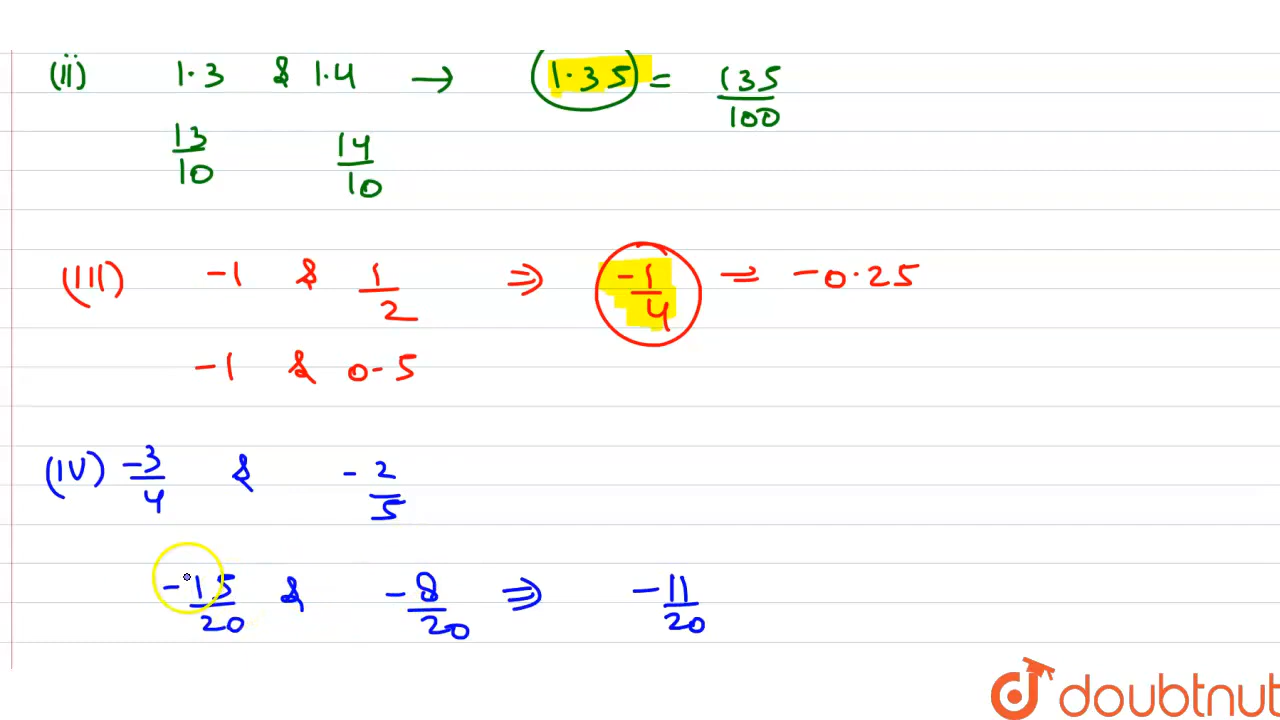 (ii) 1.3 & 1.4 → 1.35 = 135/100
13/10 14/10
(III) -1 & 1/2 ⇒ -1/4 ⇒ -0.25
-1 & 0.5
(IV) -3/4 & -2/5
-15/20 & -8/20 ⇒ -11/20
doubtnut